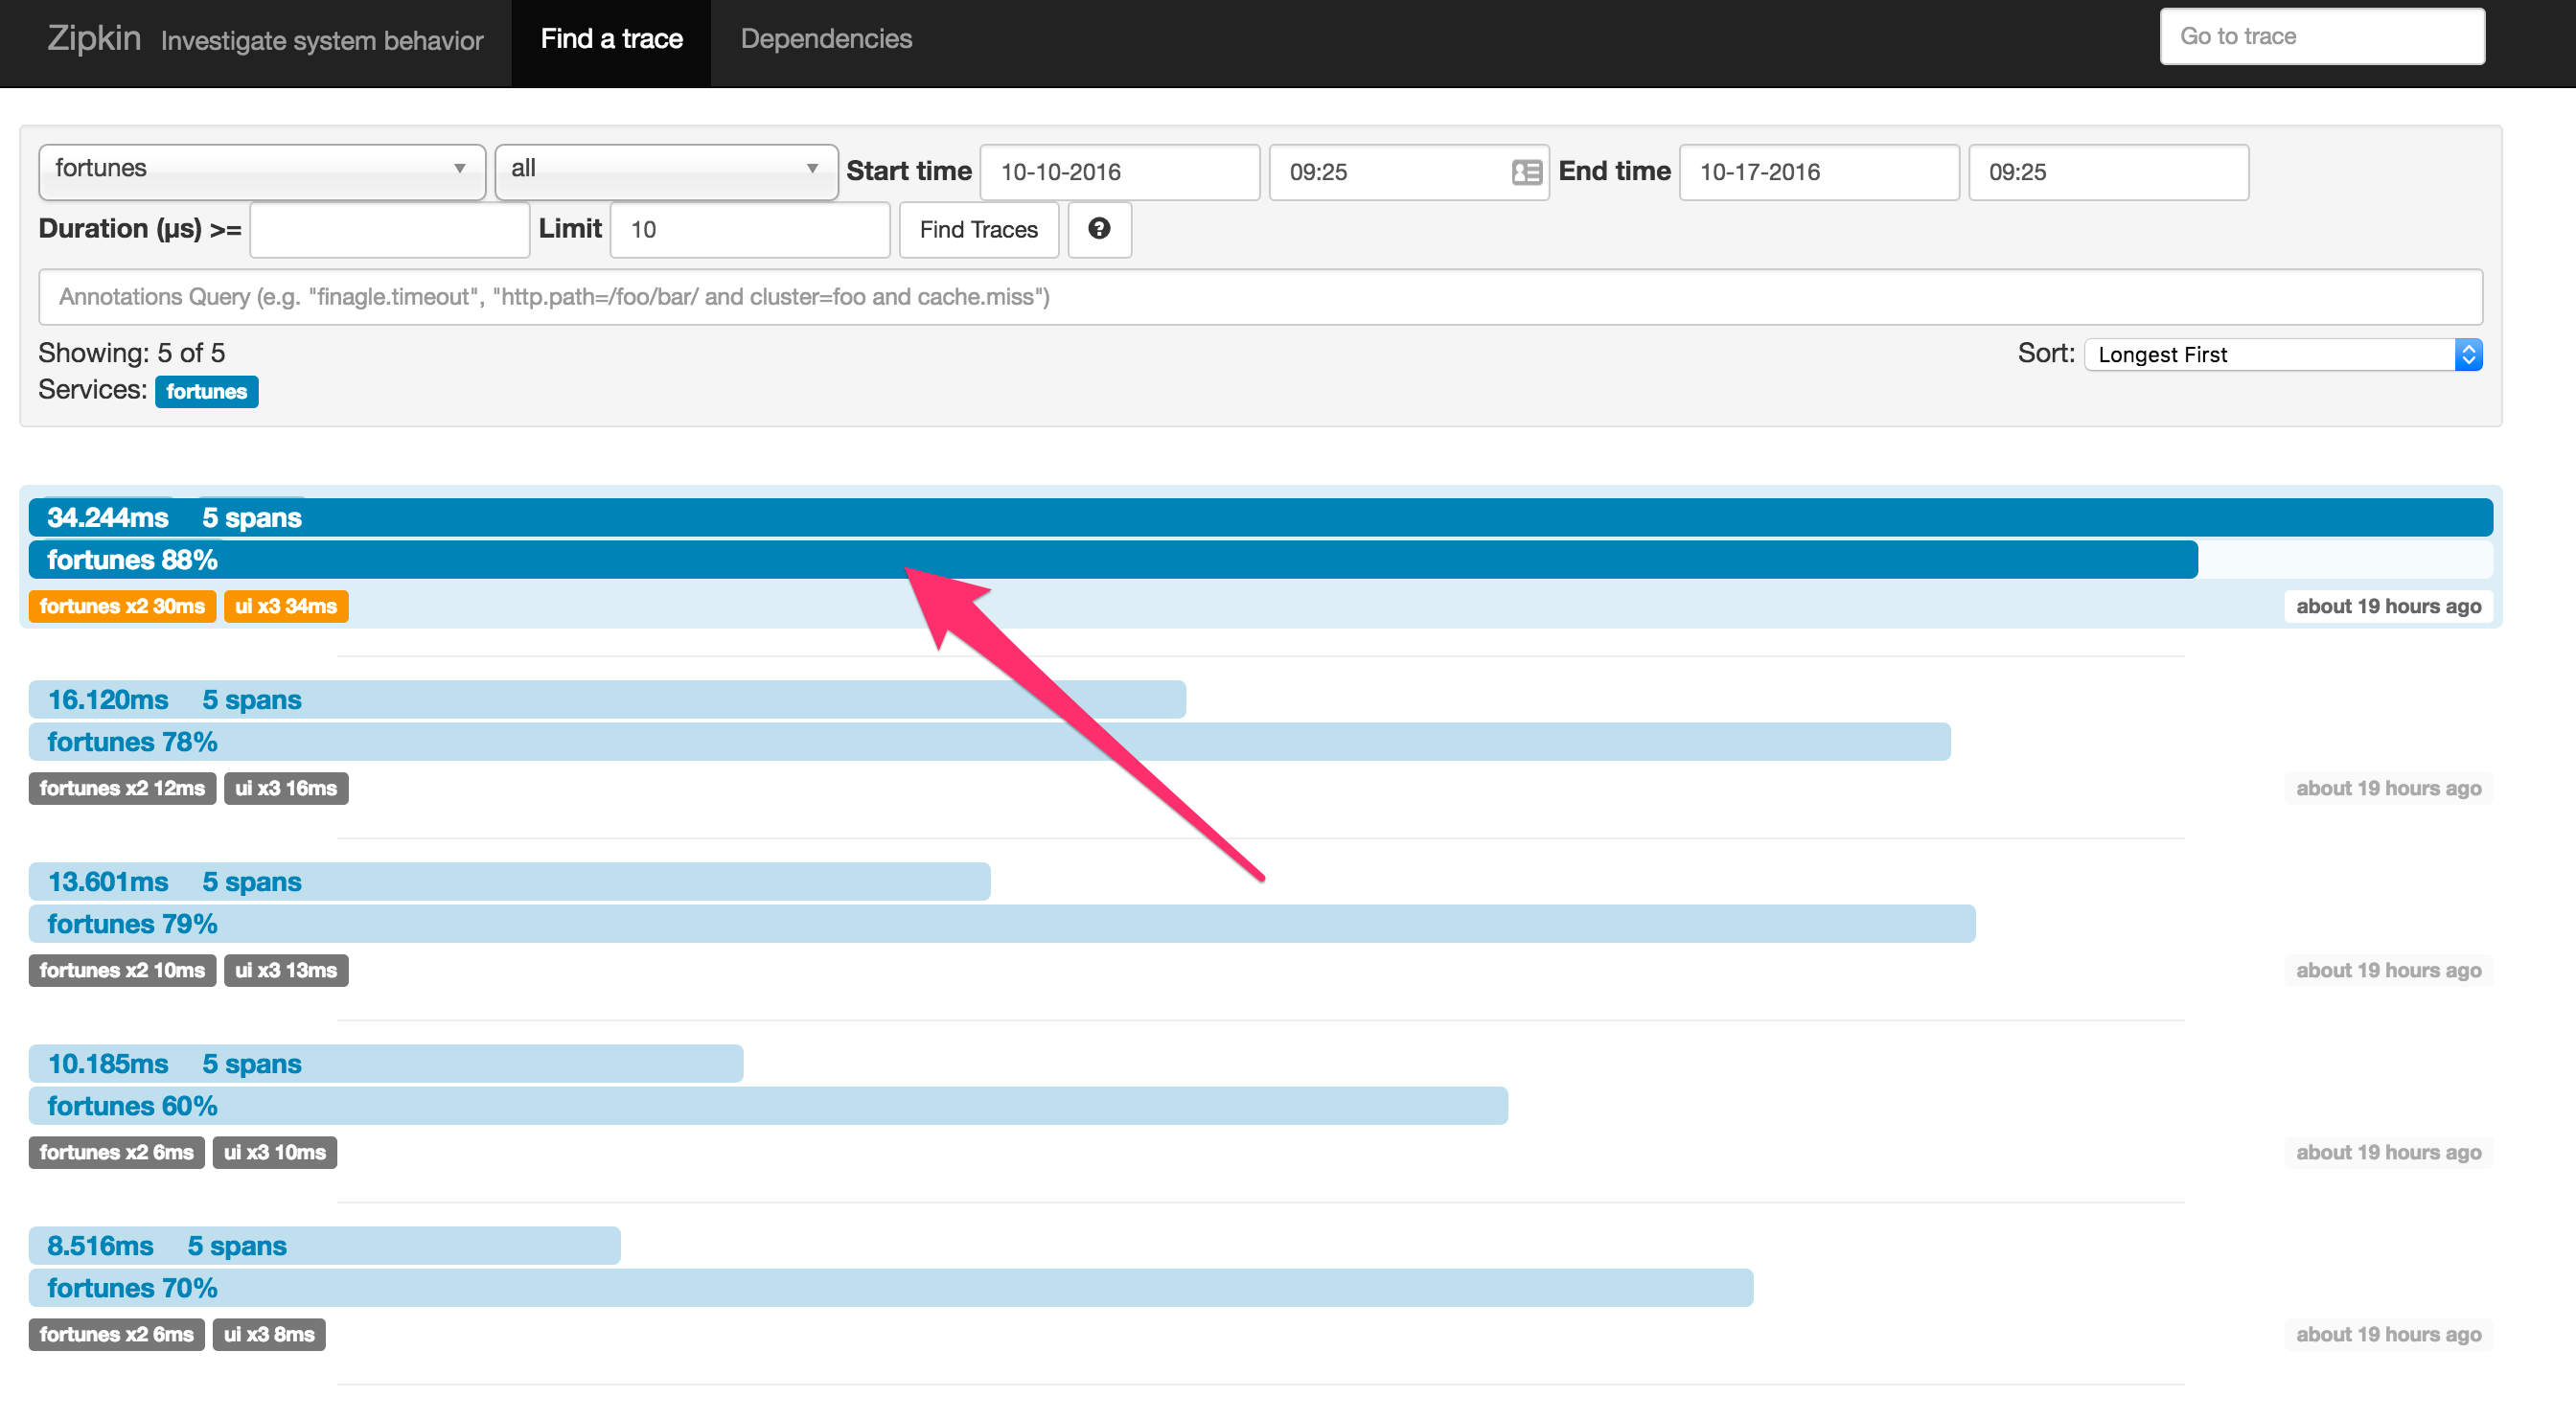 Zipkin Investigate system behavior Find a trace Dependencies Go to trace
fortunes all Start time 10-10-2016 09:25 End time 10-17-2016 09:25
Duration (µs) >= Limit 10 Find Traces ?
Annotations Query (e.g. "finagle.timeout", "http.path=/foo/bar/ and cluster=foo and cache.miss")
Showing: 5 of 5 Sort: Longest First
Services: fortunes
34.244ms 5 spans
fortunes 88%
fortunes x2 30ms ui x3 34ms about 19 hours ago
16.120ms 5 spans
fortunes 78%
fortunes x2 12ms ui x3 16ms about 19 hours ago
13.601ms 5 spans
fortunes 79%
fortunes x2 10ms ui x3 13ms about 19 hours ago
10.185ms 5 spans
fortunes 60%
fortunes x2 6ms ui x3 10ms about 19 hours ago
8.516ms 5 spans
fortunes 70%
fortunes x2 6ms ui x3 8ms about 19 hours ago